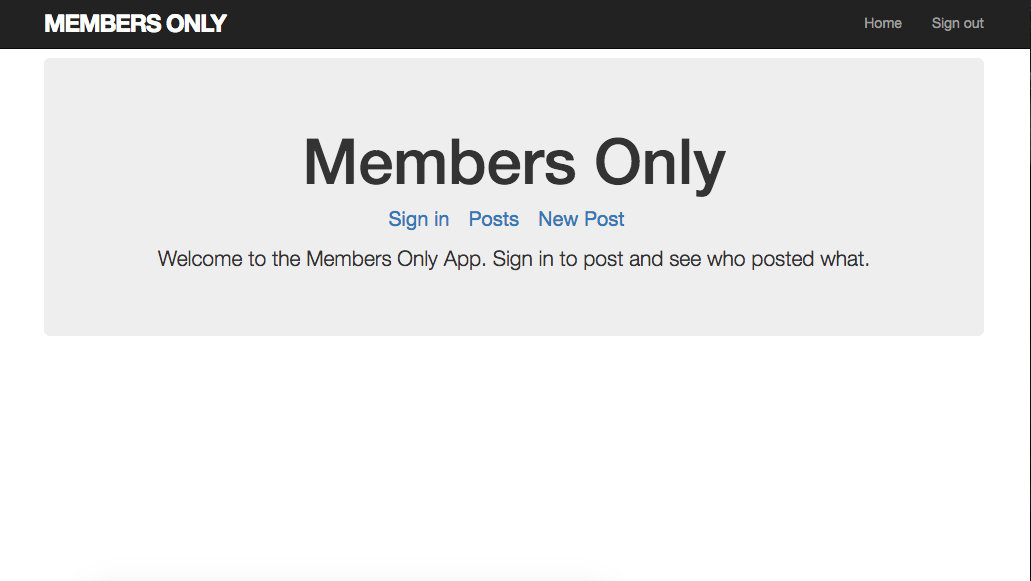 MEMBERS ONLY
Home Sign out
Members Only
Sign in Posts New Post
Welcome to the Members Only App. Sign in to post and see who posted what.